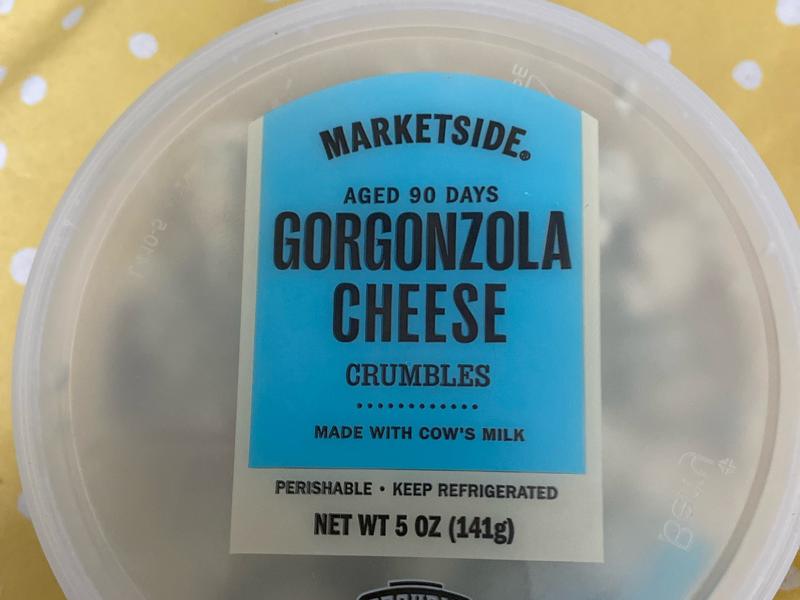 MARKETSIDE®
AGED 90 DAYS
GORGONZOLA
CHEESE
CRUMBLES
MADE WITH COW'S MILK
PERISHABLE • KEEP REFRIGERATED
NET WT 5 OZ (141g)